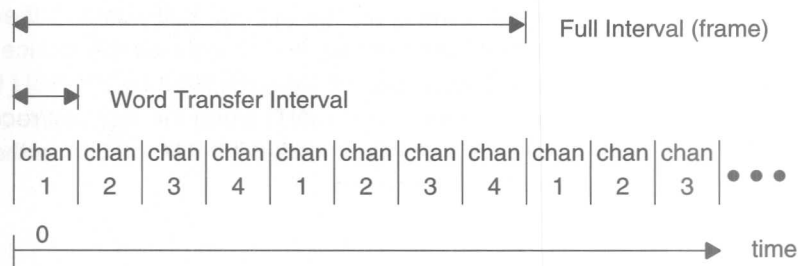 Full Interval (frame)
Word Transfer Interval
chan chan chan chan chan chan chan chan chan chan chan
1 2 3 4 1 2 3 4 1 2 3
0
time